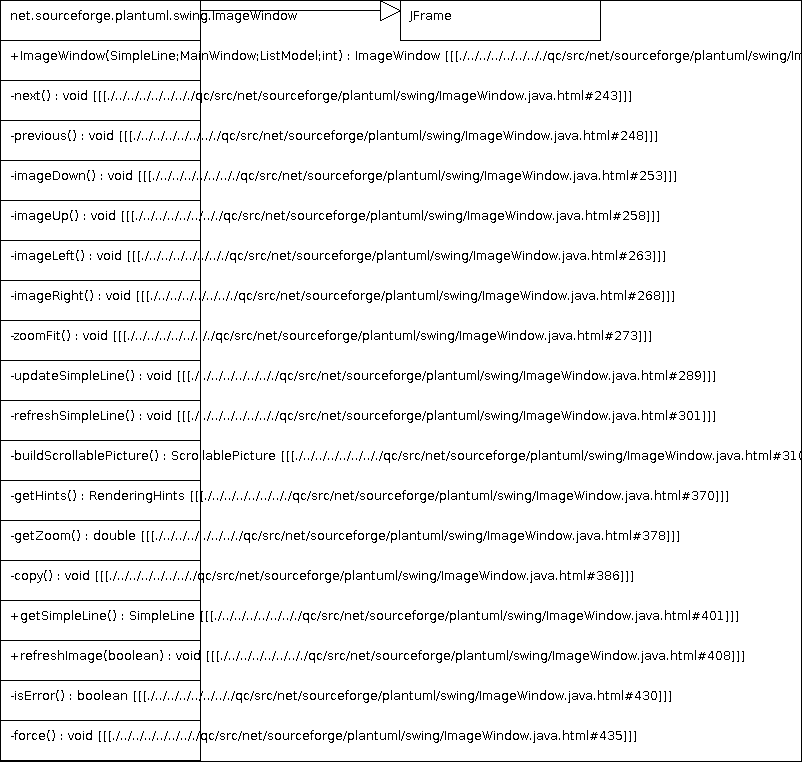 net.sourceforge.plantuml.swing.ImageWindow
JFrame
+ImageWindow(SimpleLine;MainWindow;ListModel;int) : ImageWindow [[[./../../../../../../../qc/src/net/sourceforge/plantuml/swing/Im
-next() : void [[[./../../../../../../../qc/src/net/sourceforge/plantuml/swing/ImageWindow.java.html#243]]]
-previous() : void [[[./../../../../../../../qc/src/net/sourceforge/plantuml/swing/ImageWindow.java.html#248]]]
-imageDown() : void [[[./../../../../../../../qc/src/net/sourceforge/plantuml/swing/ImageWindow.java.html#253]]]
-imageUp() : void [[[./../../../../../../../qc/src/net/sourceforge/plantuml/swing/ImageWindow.java.html#258]]]
-imageLeft() : void [[[./../../../../../../../qc/src/net/sourceforge/plantuml/swing/ImageWindow.java.html#263]]]
-imageRight() : void [[[./../../../../../../../qc/src/net/sourceforge/plantuml/swing/ImageWindow.java.html#268]]]
-zoomFit() : void [[[./../../../../../../../qc/src/net/sourceforge/plantuml/swing/ImageWindow.java.html#273]]]
-updateSimpleLine() : void [[[./../../../../../../../qc/src/net/sourceforge/plantuml/swing/ImageWindow.java.html#289]]]
-refreshSimpleLine() : void [[[./../../../../../../../qc/src/net/sourceforge/plantuml/swing/ImageWindow.java.html#301]]]
-buildScrollablePicture() : ScrollablePicture [[[./../../../../../../../qc/src/net/sourceforge/plantuml/swing/ImageWindow.java.html#310
-getHints() : RenderingHints [[[./../../../../../../../qc/src/net/sourceforge/plantuml/swing/ImageWindow.java.html#370]]]
-getZoom() : double [[[./../../../../../../../qc/src/net/sourceforge/plantuml/swing/ImageWindow.java.html#378]]]
-copy() : void [[[./../../../../../../../qc/src/net/sourceforge/plantuml/swing/ImageWindow.java.html#386]]]
+getSimpleLine() : SimpleLine [[[./../../../../../../../qc/src/net/sourceforge/plantuml/swing/ImageWindow.java.html#401]]]
+refreshImage(boolean) : void [[[./../../../../../../../qc/src/net/sourceforge/plantuml/swing/ImageWindow.java.html#408]]]
-isError() : boolean [[[./../../../../../../../qc/src/net/sourceforge/plantuml/swing/ImageWindow.java.html#430]]]
-force() : void [[[./../../../../../../../qc/src/net/sourceforge/plantuml/swing/ImageWindow.java.html#435]]]